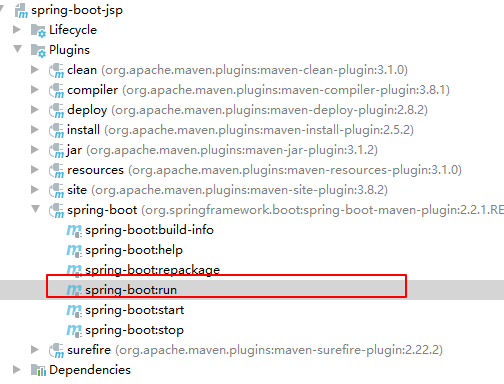 spring-boot-jsp
Lifecycle
Plugins
clean (org.apache.maven.plugins:maven-clean-plugin:3.1.0)
compiler (org.apache.maven.plugins:maven-compiler-plugin:3.8.1)
deploy (org.apache.maven.plugins:maven-deploy-plugin:2.8.2)
install (org.apache.maven.plugins:maven-install-plugin:2.5.2)
jar (org.apache.maven.plugins:maven-jar-plugin:3.1.2)
resources (org.apache.maven.plugins:maven-resources-plugin:3.1.0)
site (org.apache.maven.plugins:maven-site-plugin:3.8.2)
spring-boot (org.springframework.boot:spring-boot-maven-plugin:2.2.1.RE
spring-boot:build-info
spring-boot:help
spring-boot:repackage
spring-boot:run
spring-boot:start
spring-boot:stop
surefire (org.apache.maven.plugins:maven-surefire-plugin:2.22.2)
Dependencies